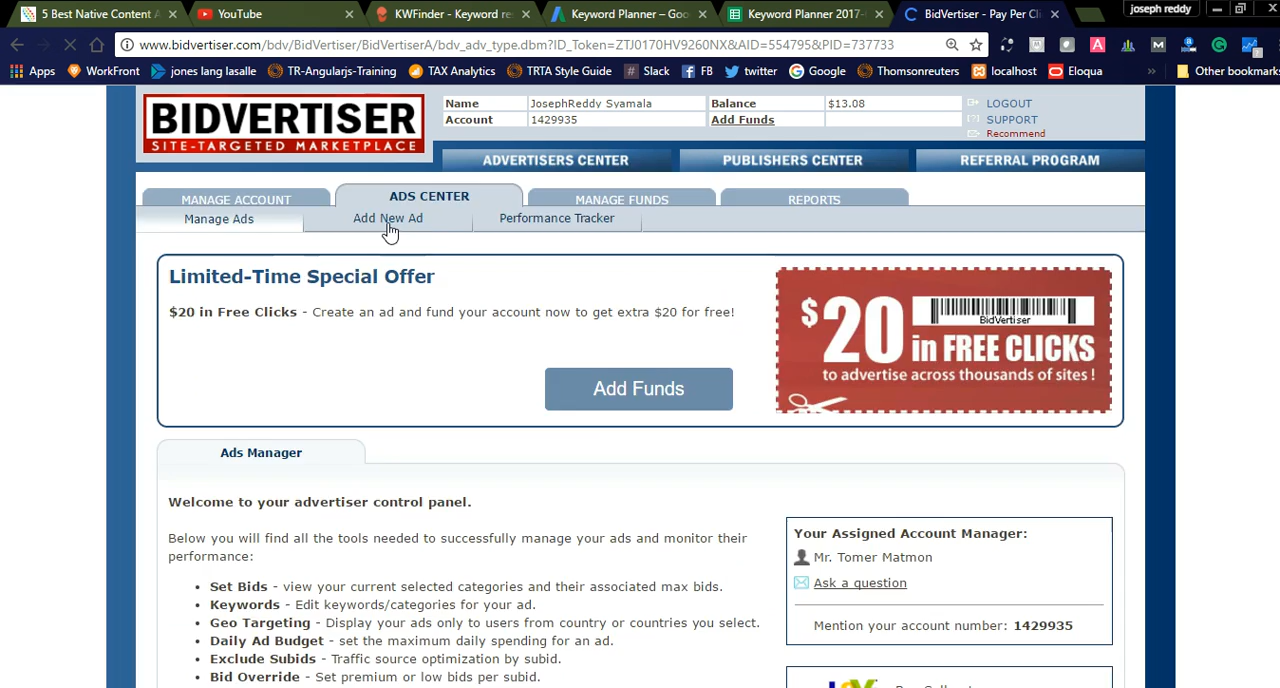 5 Best Native Content A
YouTube
KWFinder - Keyword re
Keyword Planner – Goo
Keyword Planner 2017-
BidVertiser - Pay Per Cli
joseph reddy
www.bidvertiser.com/bdv/BidVertiser/BidVertiserA/bdv_adv_type.dbm?ID_Token=ZTJ0170HV9260NX&AID=554795&PID=737733
Apps
WorkFront
jones lang lasalle
TR-Angularjs-Training
TAX Analytics
TRTA Style Guide
Slack
FB
twitter
Google
Thomsonreuters
localhost
Eloqua
»
Other bookmarks
BIDVERTISER
SITE-TARGETED MARKETPLACE
Name JosephReddy Syamala Balance $13.08
Account 1429935 Add Funds
LOGOUT
SUPPORT
Recommend
ADVERTISERS CENTER PUBLISHERS CENTER REFERRAL PROGRAM
MANAGE ACCOUNT ADS CENTER MANAGE FUNDS REPORTS
Manage Ads Add New Ad Performance Tracker
Limited-Time Special Offer
$20 in Free Clicks - Create an ad and fund your account now to get extra $20 for free!
Add Funds
$20 in FREE CLICKS
BidVertiser
to advertise across thousands of sites !
Ads Manager
Welcome to your advertiser control panel.
Below you will find all the tools needed to successfully manage your ads and monitor their
performance:
• Set Bids - view your current selected categories and their associated max bids.
• Keywords - Edit keywords/categories for your ad.
• Geo Targeting - Display your ads only to users from country or countries you select.
• Daily Ad Budget - set the maximum daily spending for an ad.
• Exclude Subids - Traffic source optimization by subid.
• Bid Override - Set premium or low bids per subid.
Your Assigned Account Manager:
Mr. Tomer Matmon
Ask a question
Mention your account number: 1429935